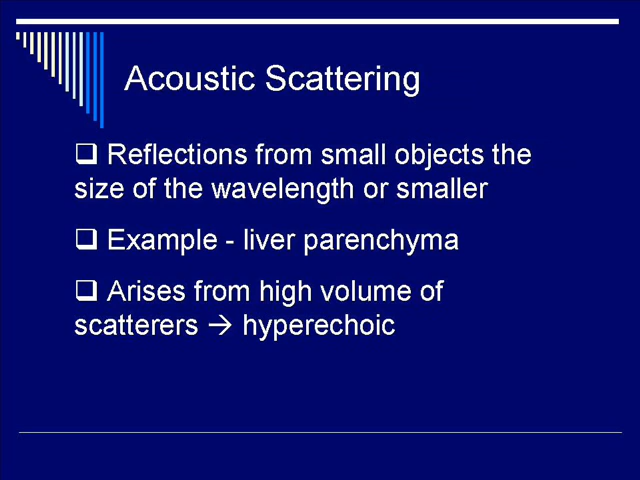 Acoustic Scattering
❑ Reflections from small objects the
size of the wavelength or smaller
❑ Example - liver parenchyma
❑ Arises from high volume of
scatterers → hyperechoic